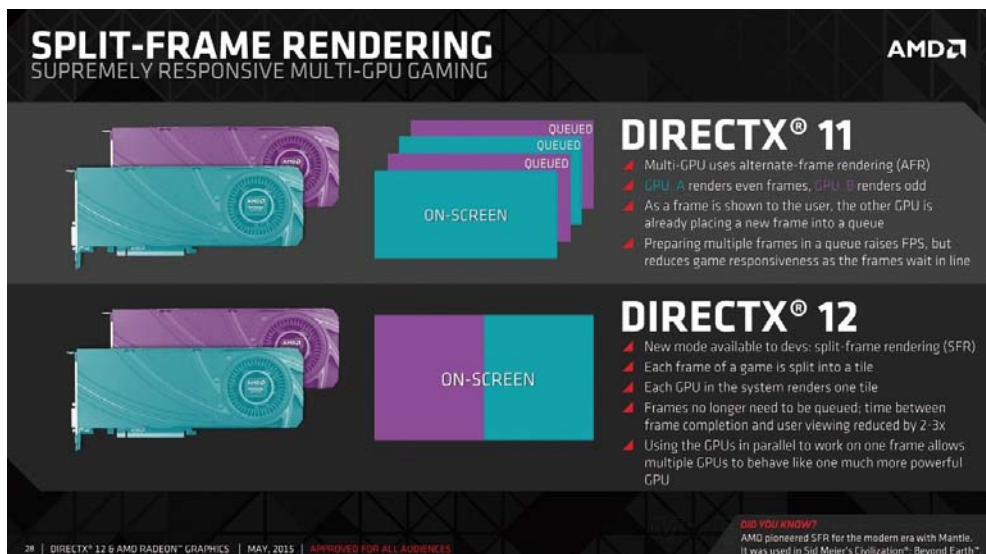 SPLIT-FRAME RENDERING
SUPREMELY RESPONSIVE MULTI-GPU GAMING
AMD
QUEUED
QUEUED
QUEUED
ON-SCREEN
DIRECTX® 11
Multi-GPU uses alternate-frame rendering (AFR)
GPU A renders even frames, GPU B renders odd
As a frame is shown to the user, the other GPU is
already placing a new frame into a queue
Preparing multiple frames in a queue raises FPS, but
reduces game responsiveness as the frames wait in line
ON-SCREEN
DIRECTX® 12
New mode available to devs: split-frame rendering (SFR)
Each frame of a game is split into a tile
Each GPU in the system renders one tile
Frames no longer need to be queued; time between
frame completion and user viewing reduced by 2-3x
Using the GPUs in parallel to work on one frame allows
multiple GPUs to behave like one much more powerful
GPU
DID YOU KNOW?
AMD pioneered SFR for the modern era with Mantle.
It was used in Sid Meier's Civilization®: Beyond Earth™
28 | DIRECTX® 12 & AMD RADEON™ GRAPHICS | MAY, 2015 | APPROVED FOR ALL AUDIENCES